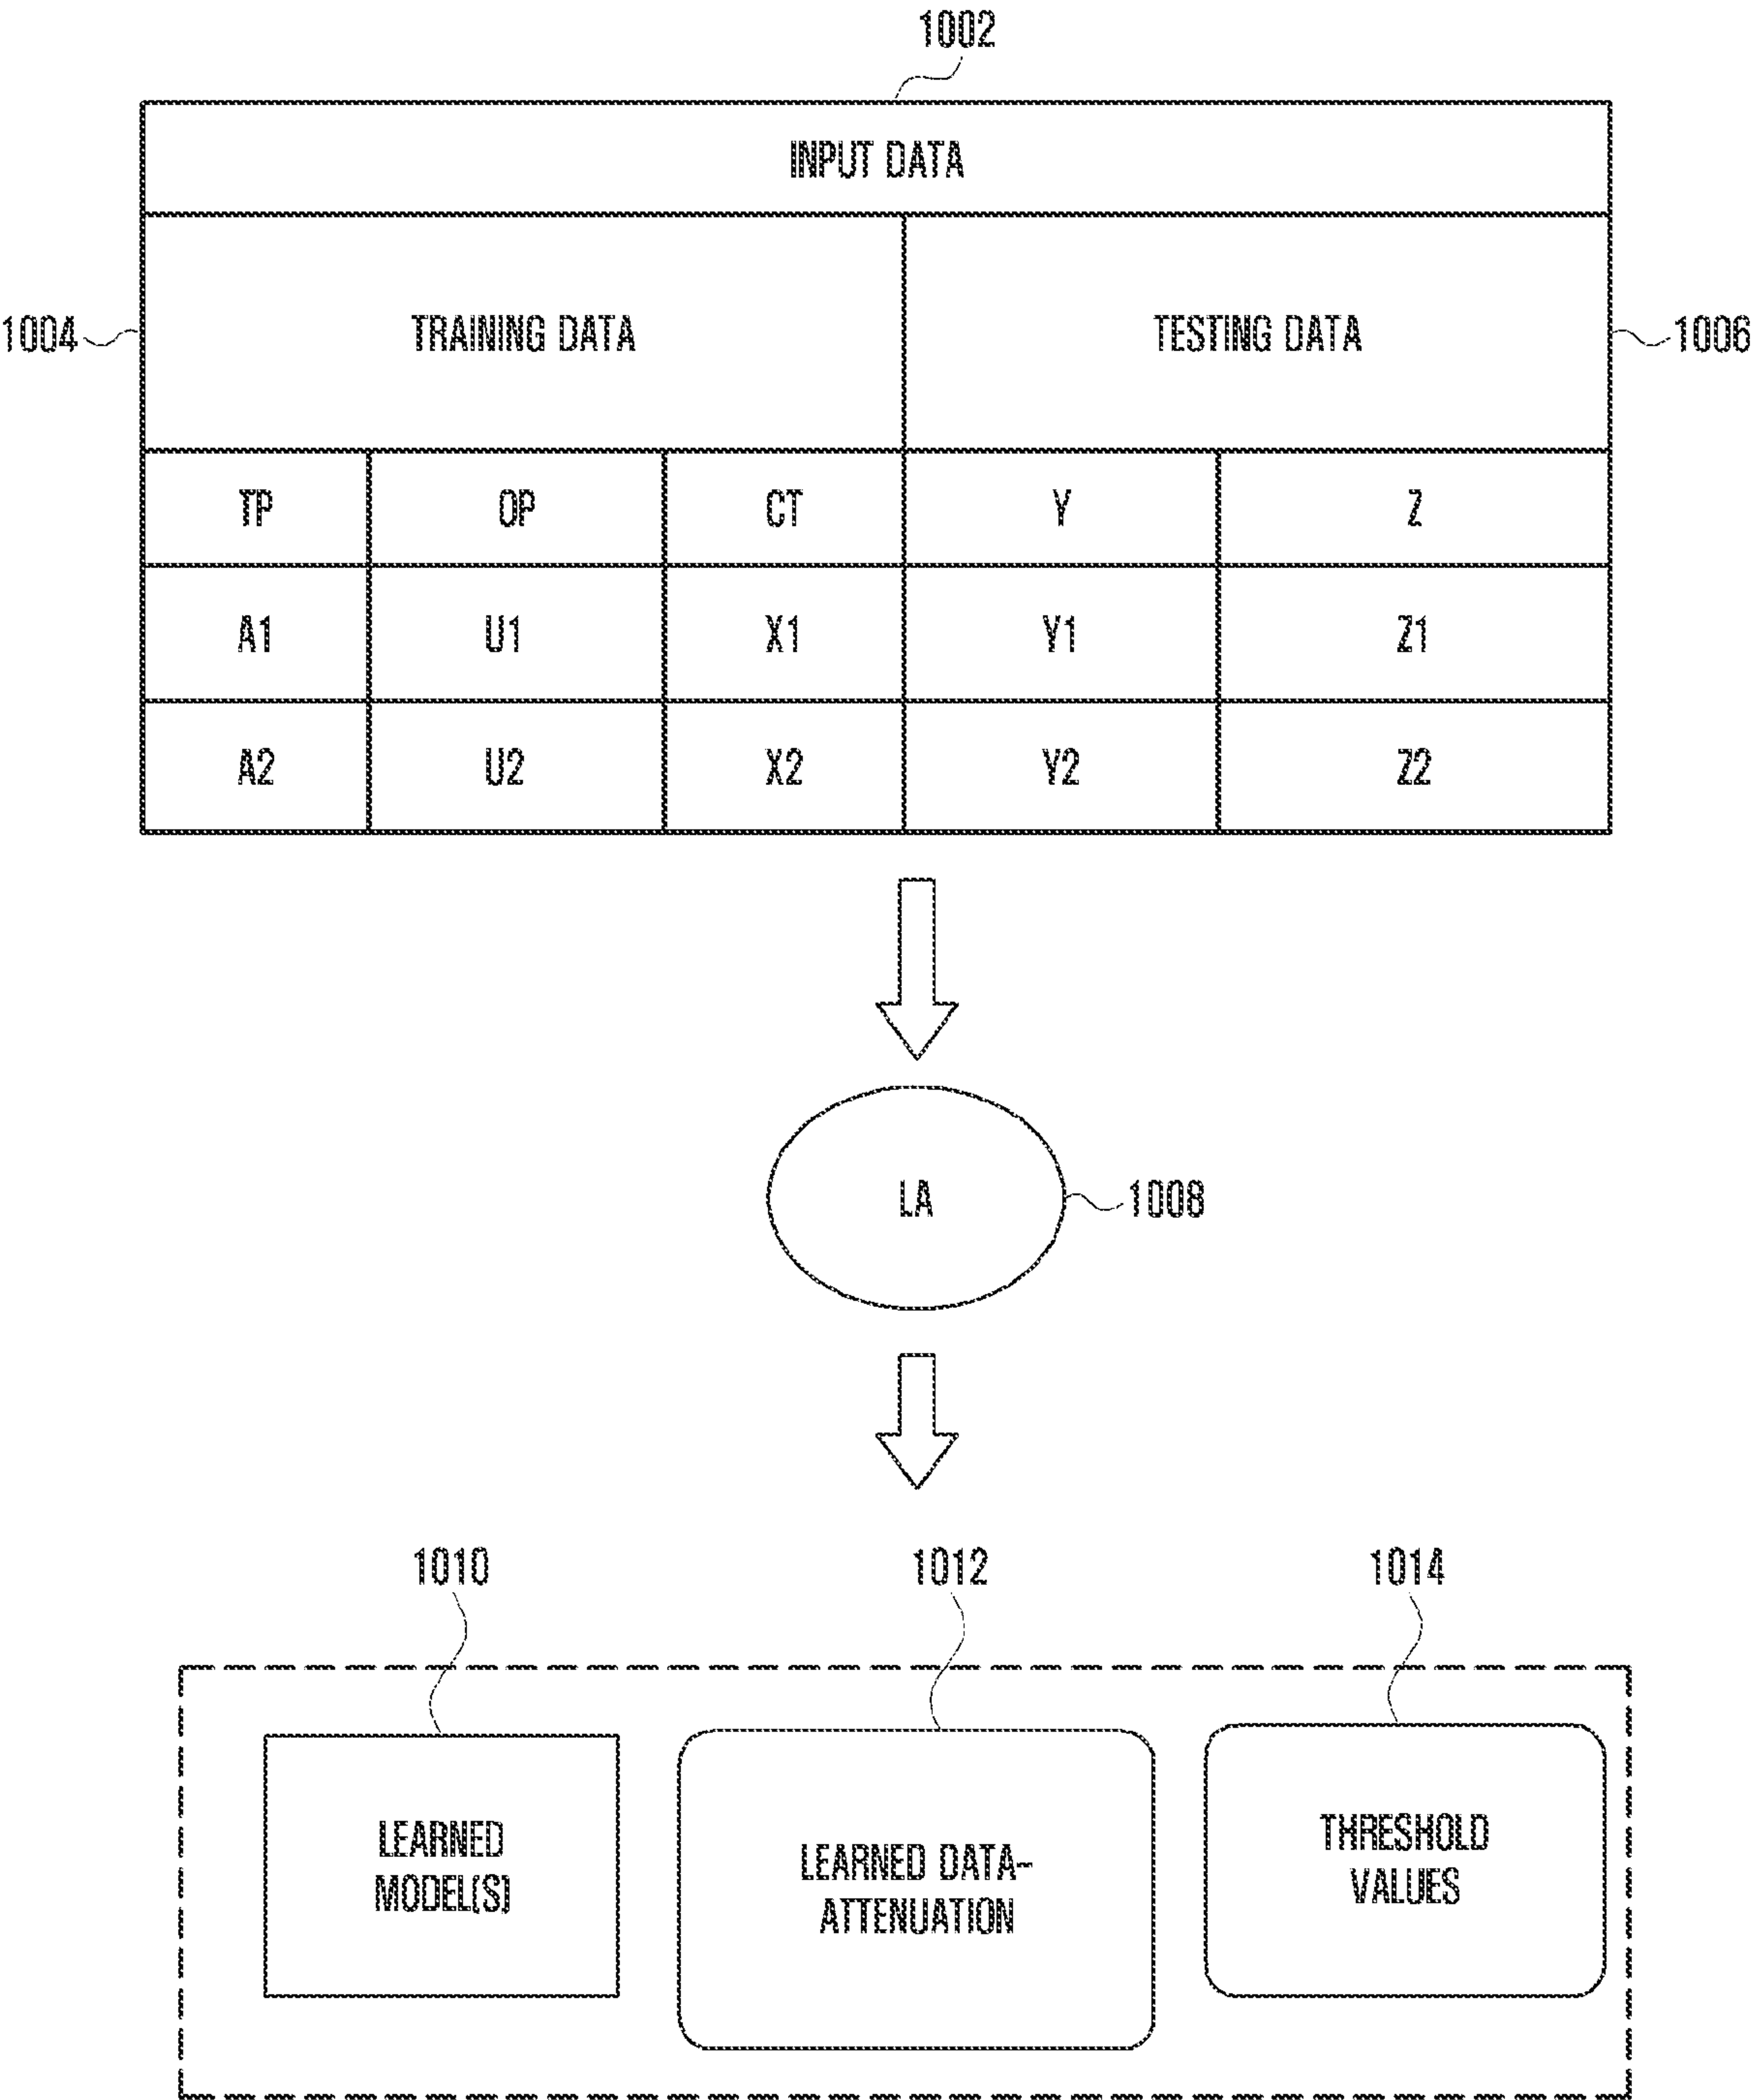 1002
INPUT DATA
1004 TRAINING DATA TESTING DATA 1006
TP OP CT Y Z
A1 U1 X1 Y1 Z1
A2 U2 X2 Y2 Z2
LA 1008
1010 1012 1014
LEARNED
MODEL(S)
LEARNED DATA-
ATTENUATION
THRESHOLD
VALUES